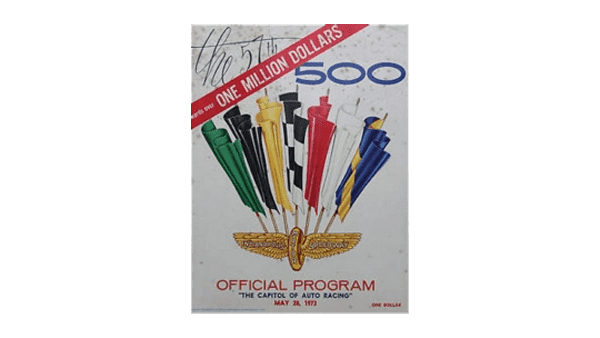 the 57th
500
ONE MILLION DOLLARS
INDIANAPOLIS
SPEEDWAY
OFFICIAL PROGRAM
"THE CAPITOL OF AUTO RACING"
MAY 28, 1973
ONE DOLLAR